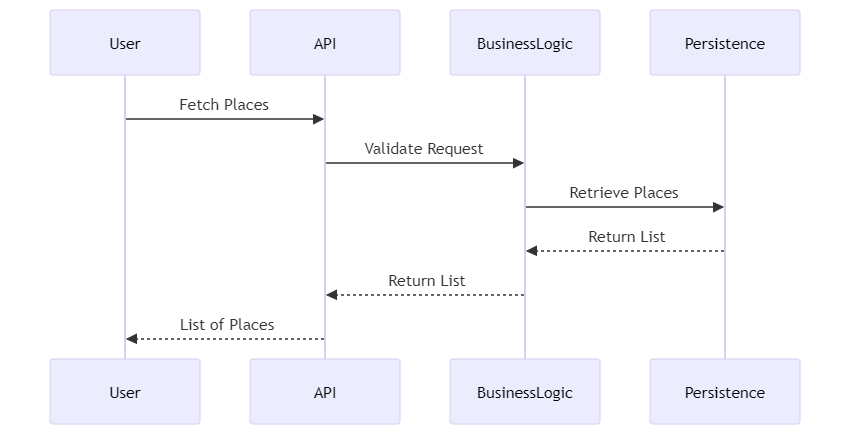 User
API
BusinessLogic
Persistence
Fetch Places
Validate Request
Retrieve Places
Return List
Return List
List of Places
User
API
BusinessLogic
Persistence